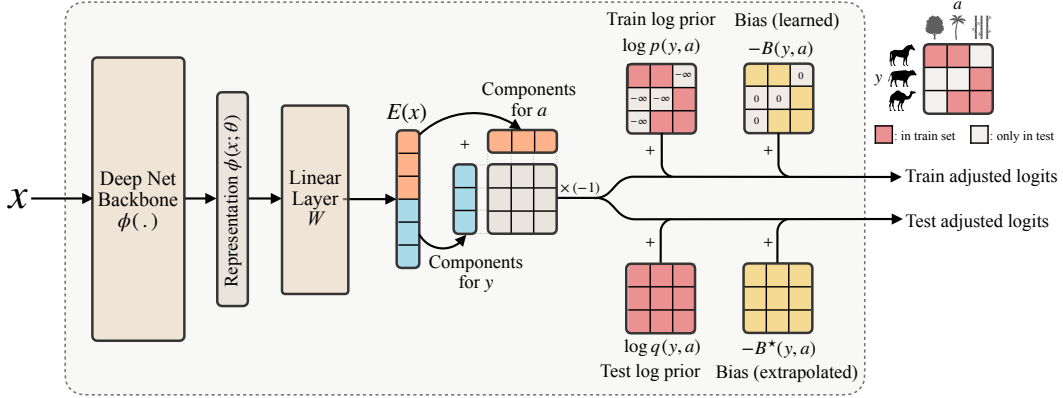 x
Deep Net
Backbone
ϕ(.)
Representation ϕ(x; θ)
Linear
Layer
W
E(x)
Components
for a
+
Components
for y
×(−1)
Train log prior
log p(y, a)
−∞
−∞ −∞
−∞
+
Bias (learned)
−B(y, a)
0
0 0
0
+
Train adjusted logits
Test adjusted logits
+
log q(y, a)
Test log prior
+
−B★(y, a)
Bias (extrapolated)
a
y
: in train set
: only in test